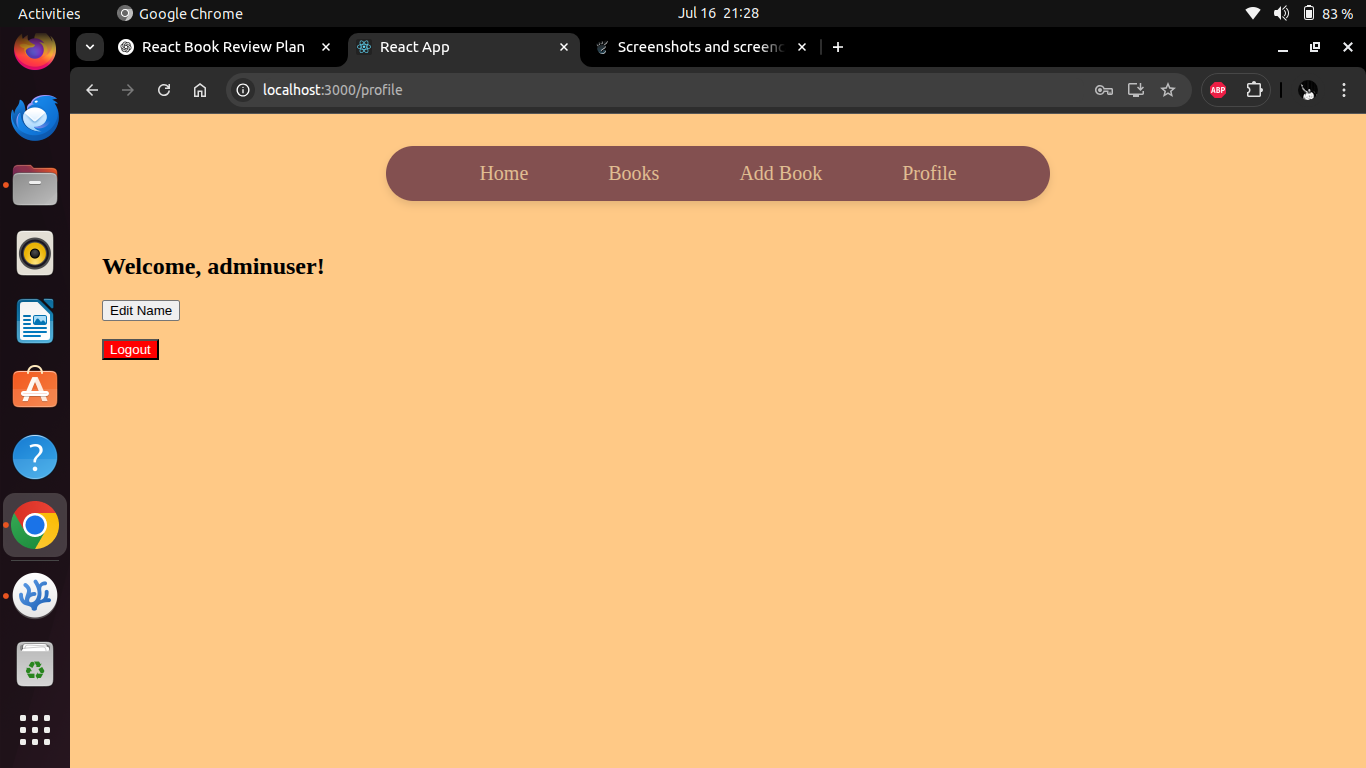 Activities
Google Chrome
Jul 16 21:28
83 %
React Book Review Plan
React App
Screenshots and screen
localhost:3000/profile
ABP
Home
Books
Add Book
Profile
Welcome, adminuser!
Edit Name
Logout